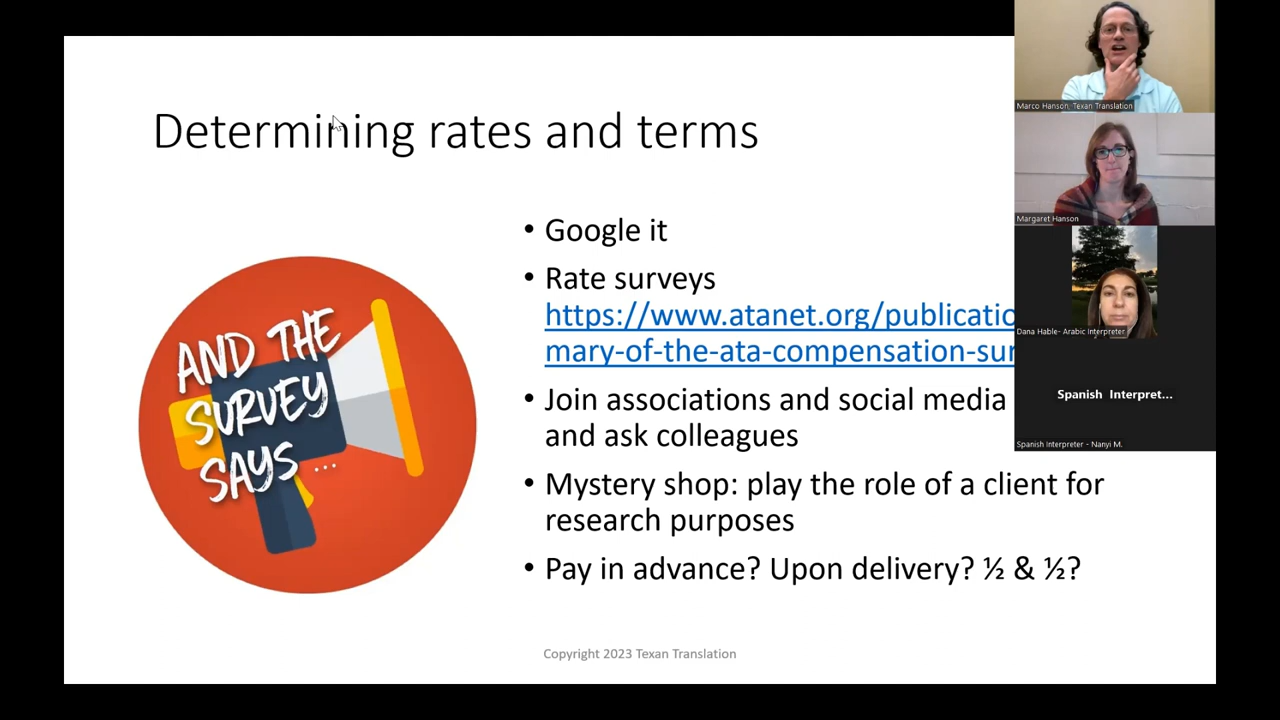 Determining rates and terms
AND THE
SURVEY
SAYS ...
• Google it
• Rate surveys
https://www.atanet.org/publicatio
mary-of-the-ata-compensation-sur
• Join associations and social media
and ask colleagues
• Mystery shop: play the role of a client for
research purposes
• Pay in advance? Upon delivery? ½ & ½?
Copyright 2023 Texan Translation
Marco Hanson, Texan Translation
Margaret Hanson
Dana Hable- Arabic Interpreter
Spanish Interpret...
Spanish Interpreter - Nanyi M.